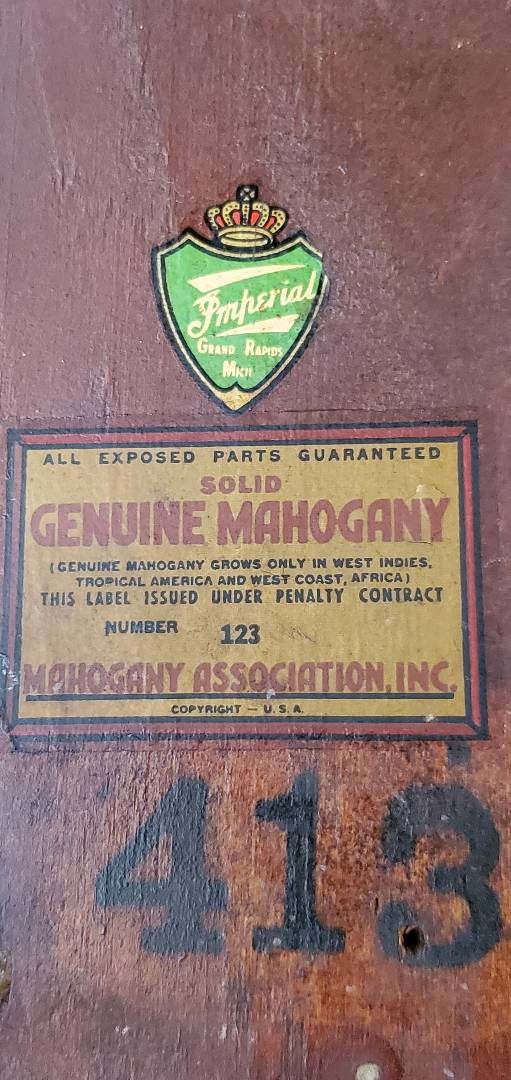 Imperial
GRAND RAPIDS
MICH
ALL EXPOSED PARTS GUARANTEED
SOLID
GENUINE MAHOGANY
(GENUINE MAHOGANY GROWS ONLY IN WEST INDIES,
TROPICAL AMERICA AND WEST COAST, AFRICA)
THIS LABEL ISSUED UNDER PENALTY CONTRACT
NUMBER 123
MAHOGANY ASSOCIATION, INC.
COPYRIGHT — U.S.A.
413